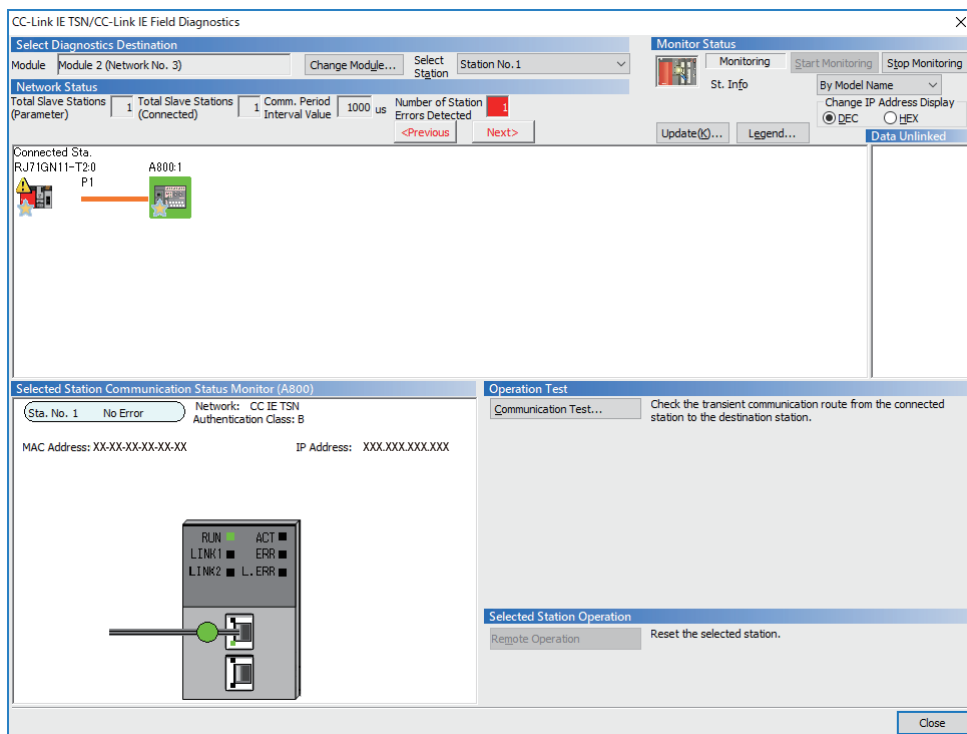 CC-Link IE TSN/CC-Link IE Field Diagnostics
Select Diagnostics Destination
Module Module 2 (Network No. 3) Change Module... Select Station Station No.1
Monitor Status
Monitoring Start Monitoring Stop Monitoring
St. Info By Model Name
Change IP Address Display
DEC HEX
Update(K)... Legend...
Network Status
Total Slave Stations (Parameter) 1 Total Slave Stations (Connected) 1 Comm. Period Interval Value 1000 us Number of Station Errors Detected 1
<Previous Next>
Data Unlinked
Connected Sta.
RJ71GN11-T2:0 A800:1
P1
Selected Station Communication Status Monitor (A800)
Sta. No. 1 No Error
Network: CC IE TSN
Authentication Class: B
MAC Address: XX-XX-XX-XX-XX-XX IP Address: XXX.XXX.XXX.XXX
RUN ACT
LINK1 ERR
LINK2 L.ERR
Operation Test
Communication Test... Check the transient communication route from the connected
station to the destination station.
Selected Station Operation
Remote Operation Reset the selected station.
Close